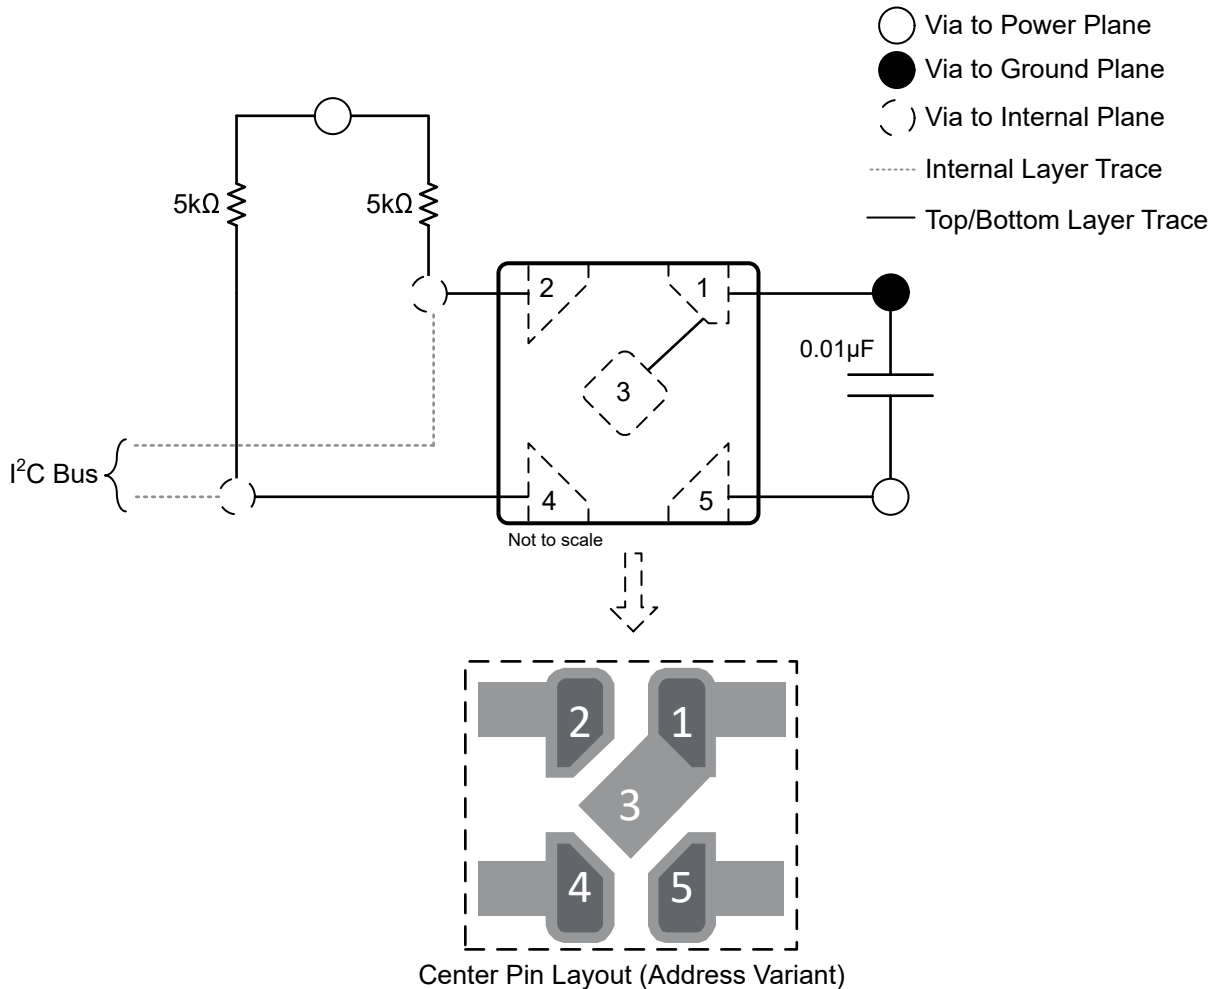 Via to Power Plane
Via to Ground Plane
Via to Internal Plane
Internal Layer Trace
Top/Bottom Layer Trace
5kΩ
5kΩ
2
1
0.01µF
3
I²C Bus
4
5
Not to scale
2
1
3
4
5
Center Pin Layout (Address Variant)